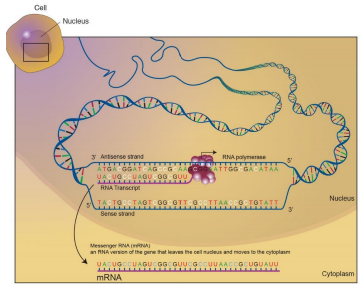 Cell
Nucleus
3' Antisense strand RNA polymerase 5'
RNA Transcript
5' 3'
Sense strand
Nucleus
Messenger RNA (mRNA)
an RNA version of the gene that leaves the cell nucleus and moves to the cytoplasm
UACUGCCUAGUCGGCGUUCGCCUUAACCGCUGUAUU
mRNA
Cytoplasm